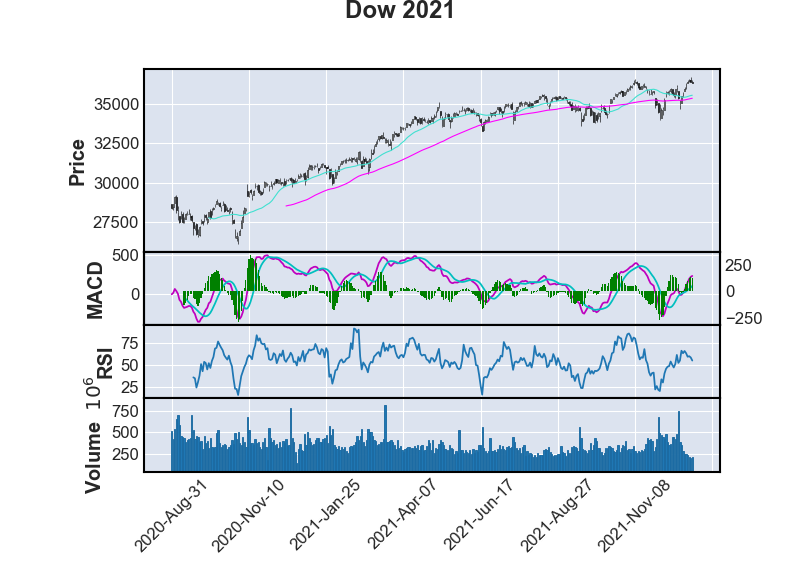 Dow 2021
Price
35000
32500
30000
27500
MACD
500
0
250
0
−250
RSI
75
50
25
Volume 10^6
750
500
250
2020-Aug-31
2020-Nov-10
2021-Jan-25
2021-Apr-07
2021-Jun-17
2021-Aug-27
2021-Nov-08